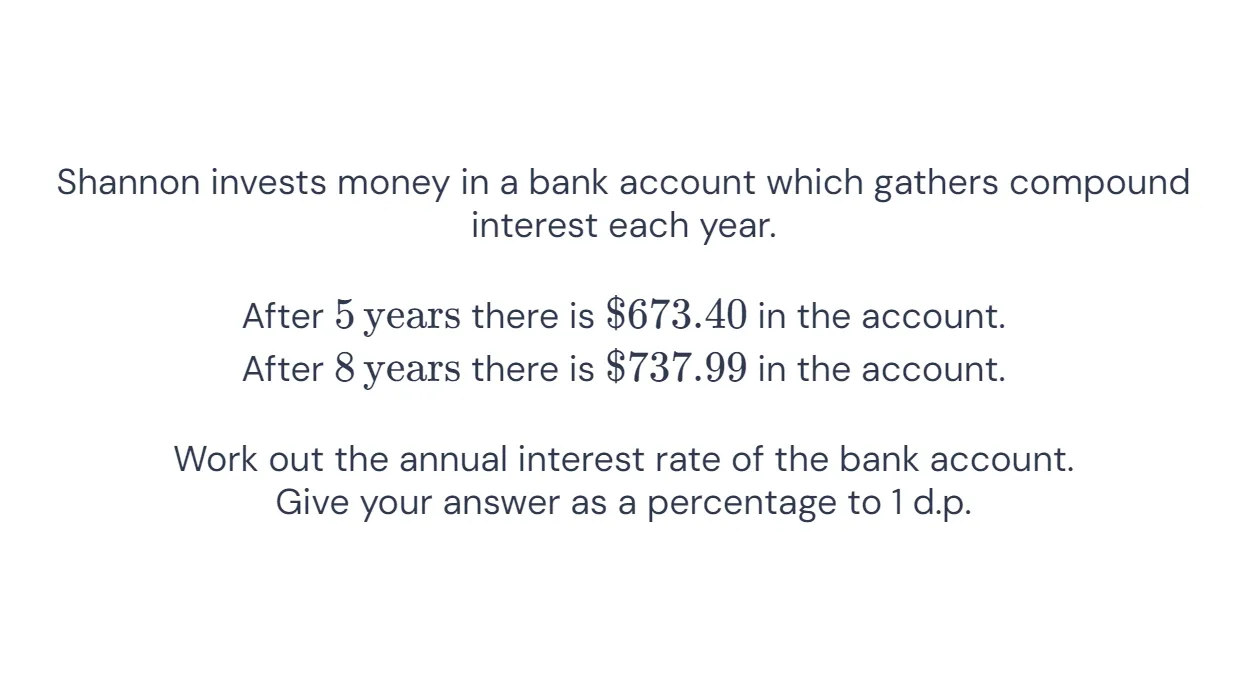 Shannon invests money in a bank account which gathers compound
interest each year.
After 5 years there is $673.40 in the account.
After 8 years there is $737.99 in the account.
Work out the annual interest rate of the bank account.
Give your answer as a percentage to 1 d.p.